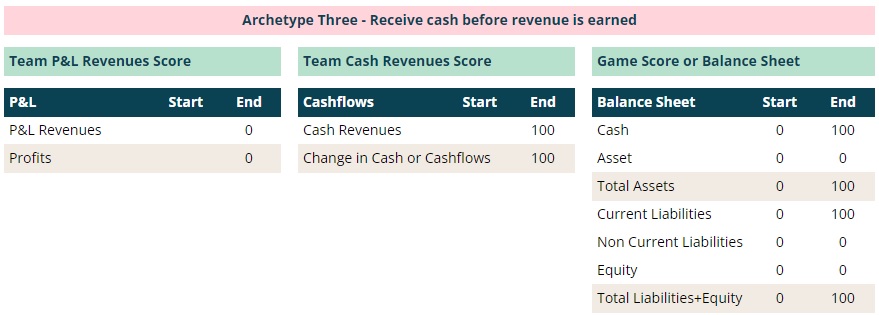 Archetype Three - Receive cash before revenue is earned
Team P&L Revenues Score
P&L Start End
P&L Revenues 0
Profits 0
Team Cash Revenues Score
Cashflows Start End
Cash Revenues 100
Change in Cash or Cashflows 100
Game Score or Balance Sheet
Balance Sheet Start End
Cash 0 100
Asset 0 0
Total Assets 0 100
Current Liabilities 0 100
Non Current Liabilities 0 0
Equity 0 0
Total Liabilities+Equity 0 100